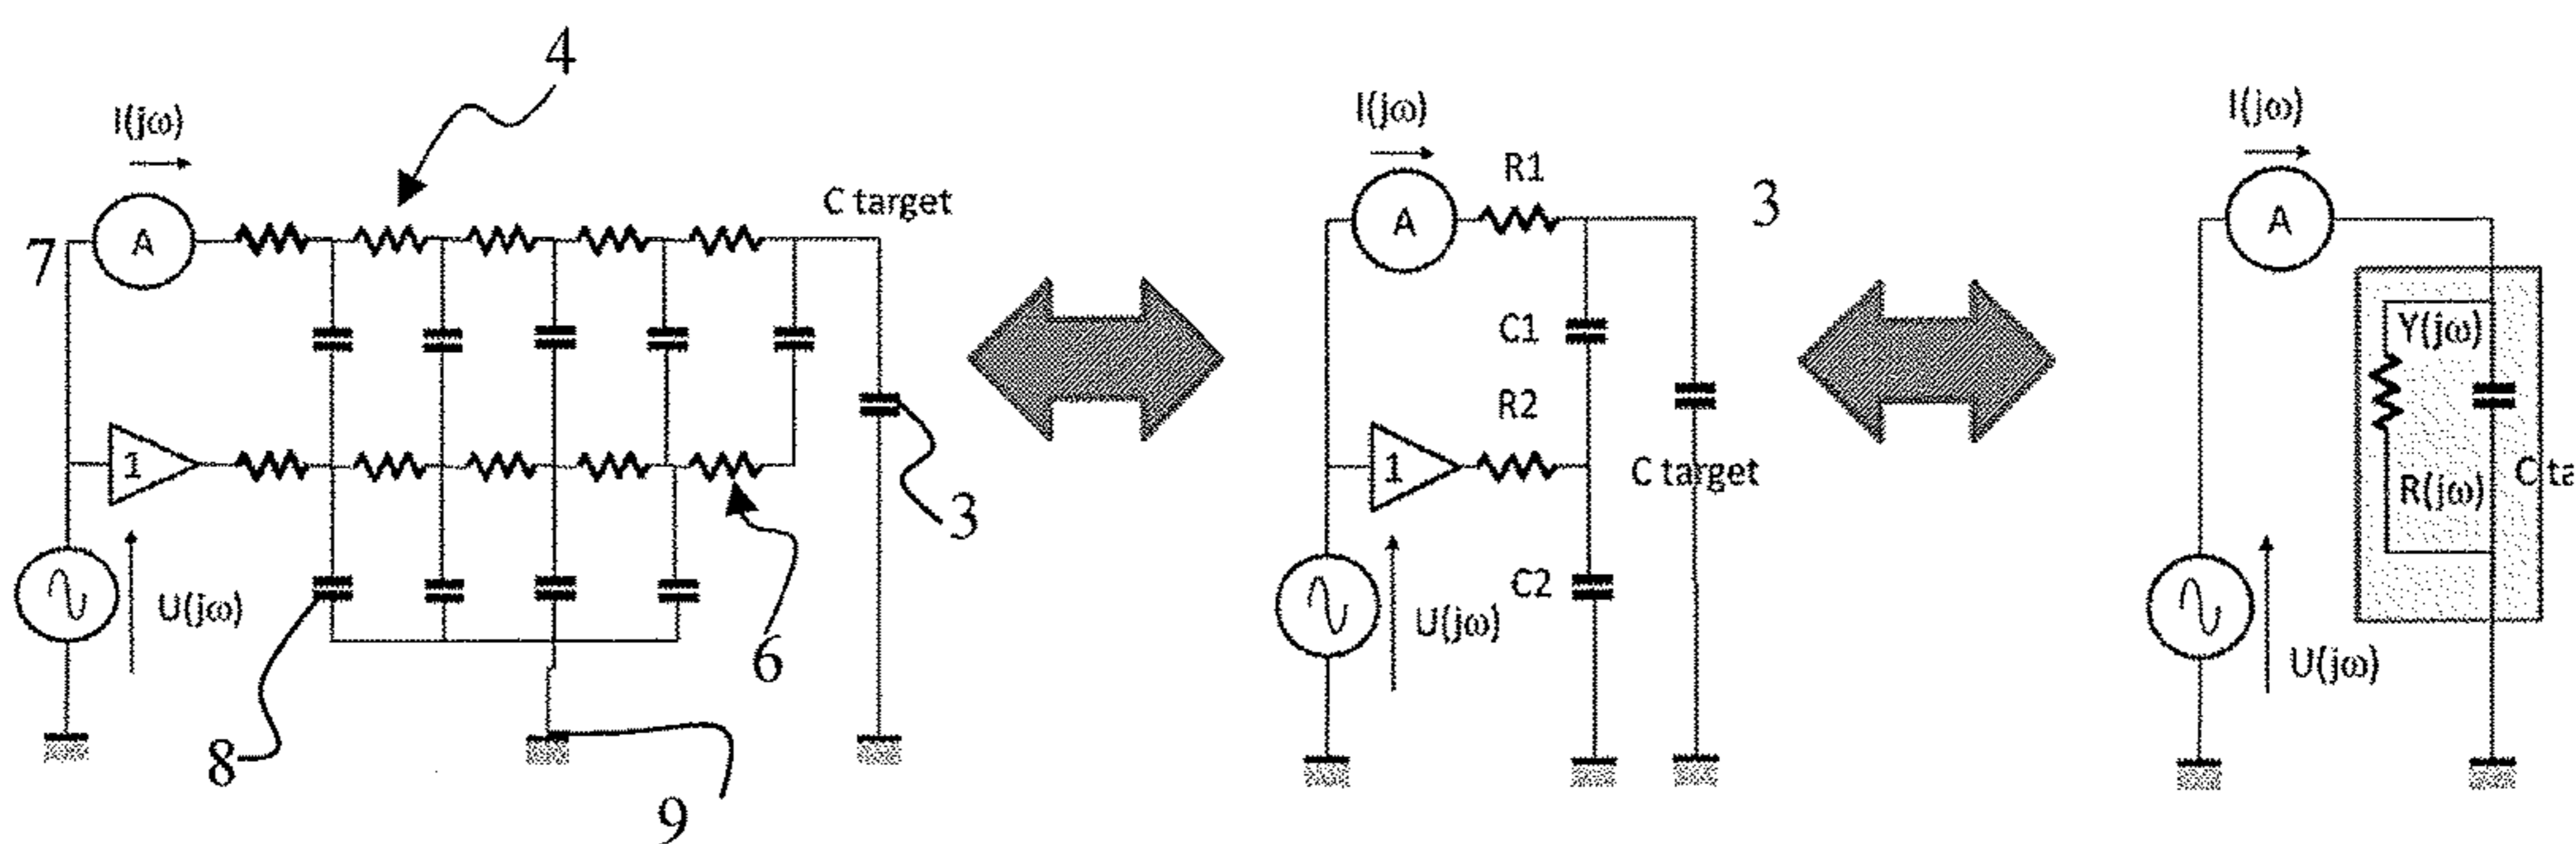 4
I(jω)
A
C target
7
1
U(jω)
3
6
8
9
I(jω)
A
R1
3
C1
R2
1
C target
C2
U(jω)
I(jω)
A
Y(jω)
R(jω)
C ta
U(jω)